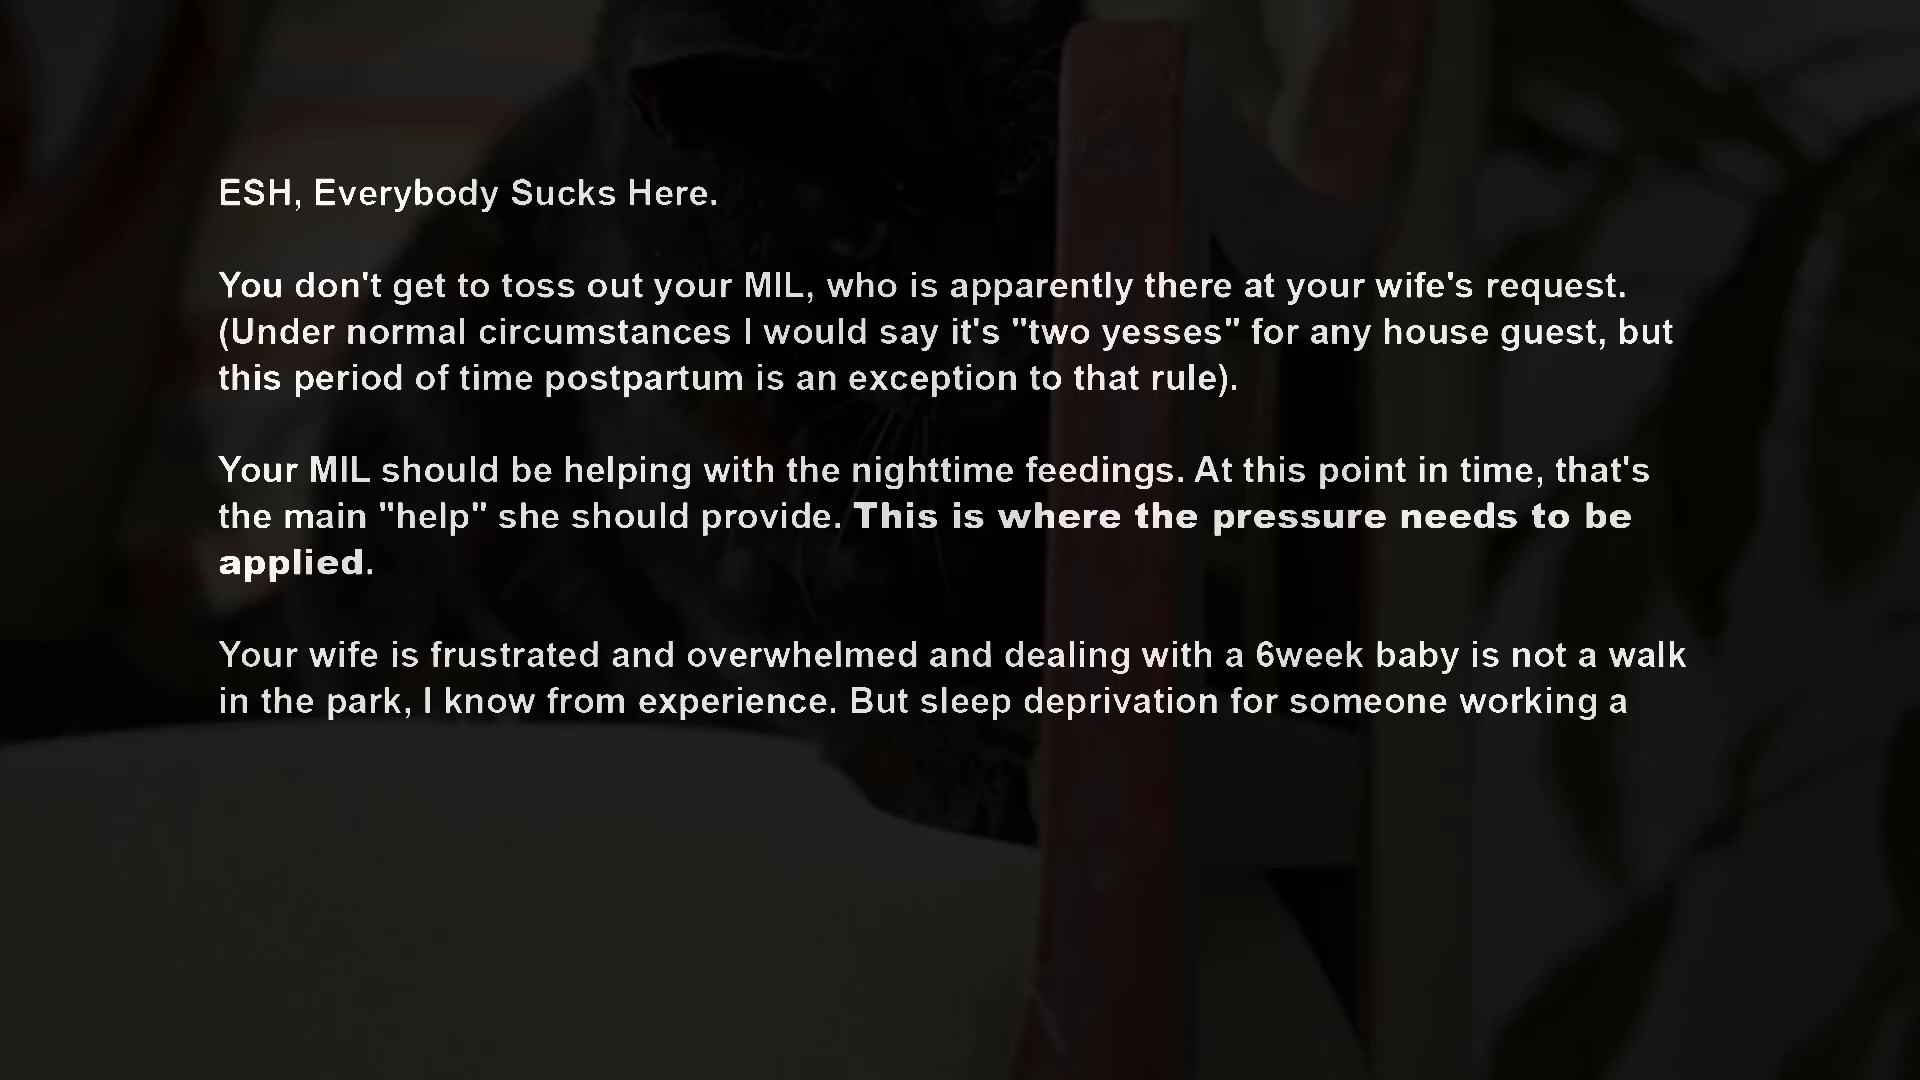 ESH, Everybody Sucks Here.
You don't get to toss out your MIL, who is apparently there at your wife's request.
(Under normal circumstances I would say it's "two yesses" for any house guest, but
this period of time postpartum is an exception to that rule).
Your MIL should be helping with the nighttime feedings. At this point in time, that's
the main "help" she should provide. This is where the pressure needs to be
applied.
Your wife is frustrated and overwhelmed and dealing with a 6week baby is not a walk
in the park, I know from experience. But sleep deprivation for someone working a